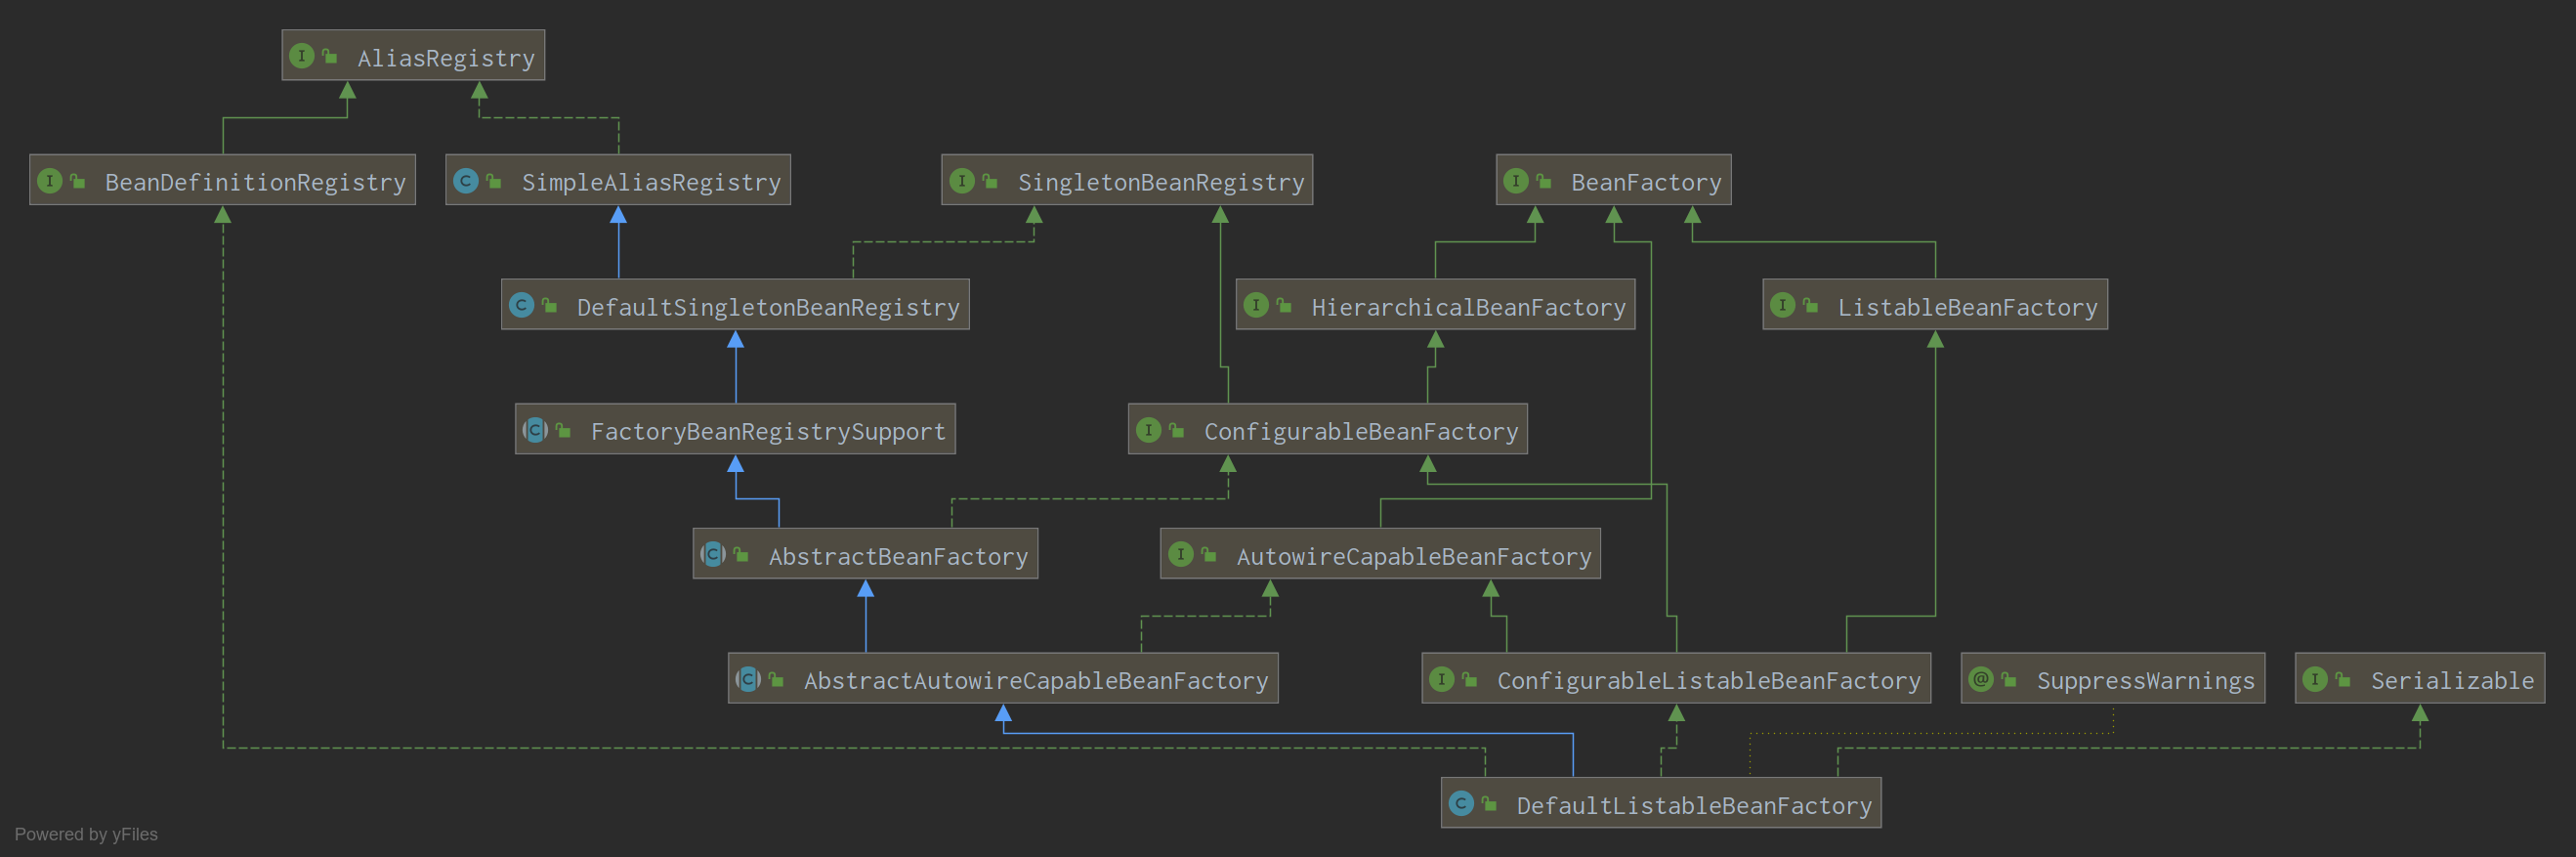 I AliasRegistry
I BeanDefinitionRegistry
C SimpleAliasRegistry
I SingletonBeanRegistry
I BeanFactory
C DefaultSingletonBeanRegistry
I HierarchicalBeanFactory
I ListableBeanFactory
C FactoryBeanRegistrySupport
I ConfigurableBeanFactory
C AbstractBeanFactory
I AutowireCapableBeanFactory
C AbstractAutowireCapableBeanFactory
I ConfigurableListableBeanFactory
@ SuppressWarnings
I Serializable
C DefaultListableBeanFactory
Powered by yFiles